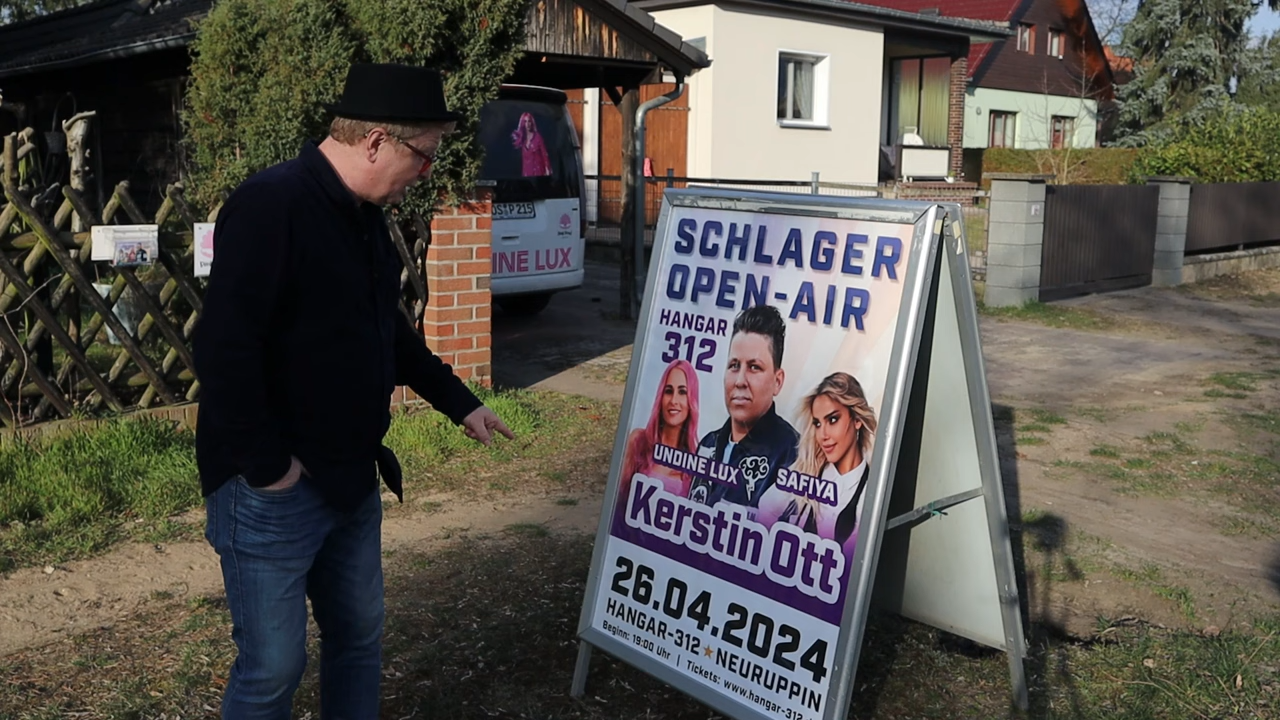 SCHLAGER
OPEN-AIR
HANGAR
312
UNDINE LUX
SAFIYA
Kerstin Ott
26.04.2024
HANGAR-312 ★ NEURUPPIN
Beginn: 19:00 Uhr | Tickets: www.hangar-312
DINE LUX